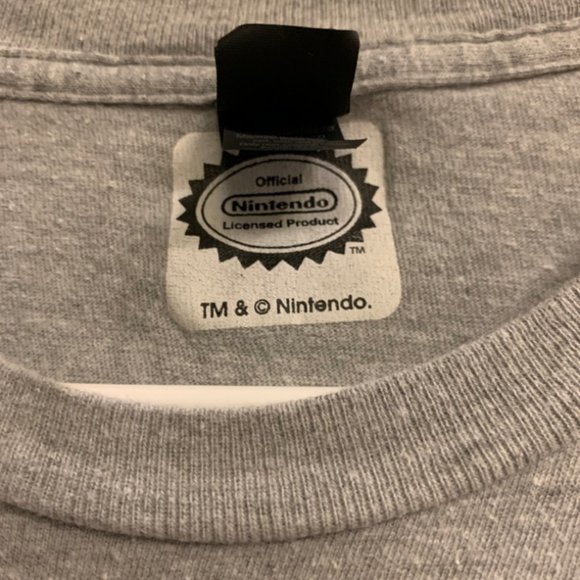 Official
Nintendo
Licensed Product
TM
TM & © Nintendo.